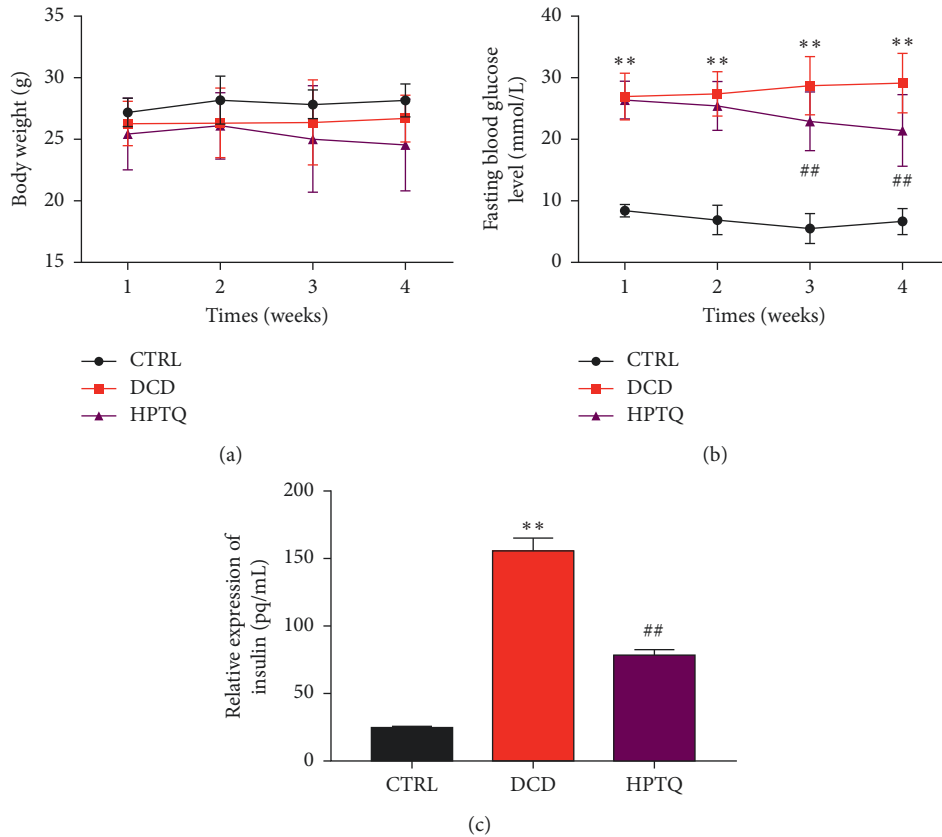 35
30
25
20
15
Body weight (g)
1 2 3 4
Times (weeks)
CTRL
DCD
HPTQ
(a)
40
30
20
10
0
Fasting blood glucose
level (mmol/L)
** ** ** **
## ##
1 2 3 4
Times (weeks)
CTRL
DCD
HPTQ
(b)
200
150
100
50
0
Relative expression of
insulin (pq/mL)
**
##
CTRL DCD HPTQ
(c)